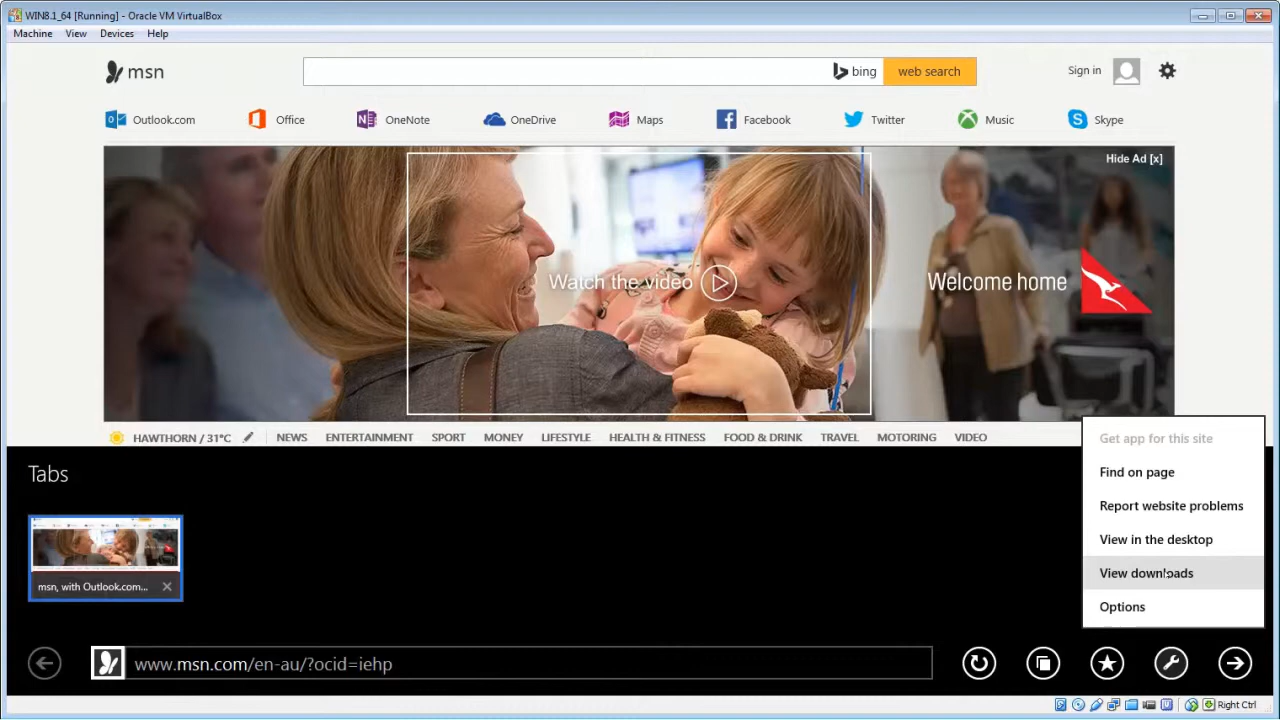 WIN8.1_64 [Running] - Oracle VM VirtualBox
Machine View Devices Help
msn
bing
web search
Sign in
Outlook.com Office OneNote OneDrive Maps Facebook Twitter Music Skype
Hide Ad [x]
Watch the video
Welcome home
HAWTHORN / 31°C NEWS ENTERTAINMENT SPORT MONEY LIFESTYLE HEALTH & FITNESS FOOD & DRINK TRAVEL MOTORING VIDEO
Get app for this site
Find on page
Report website problems
View in the desktop
View downloads
Options
Tabs
msn, with Outlook.com...
www.msn.com/en-au/?ocid=iehp
Right Ctrl